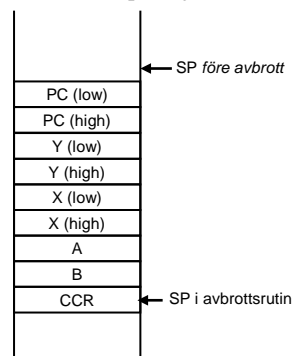 SP före avbrott
PC (low)
PC (high)
Y (low)
Y (high)
X (low)
X (high)
A
B
CCR
SP i avbrottsrutin